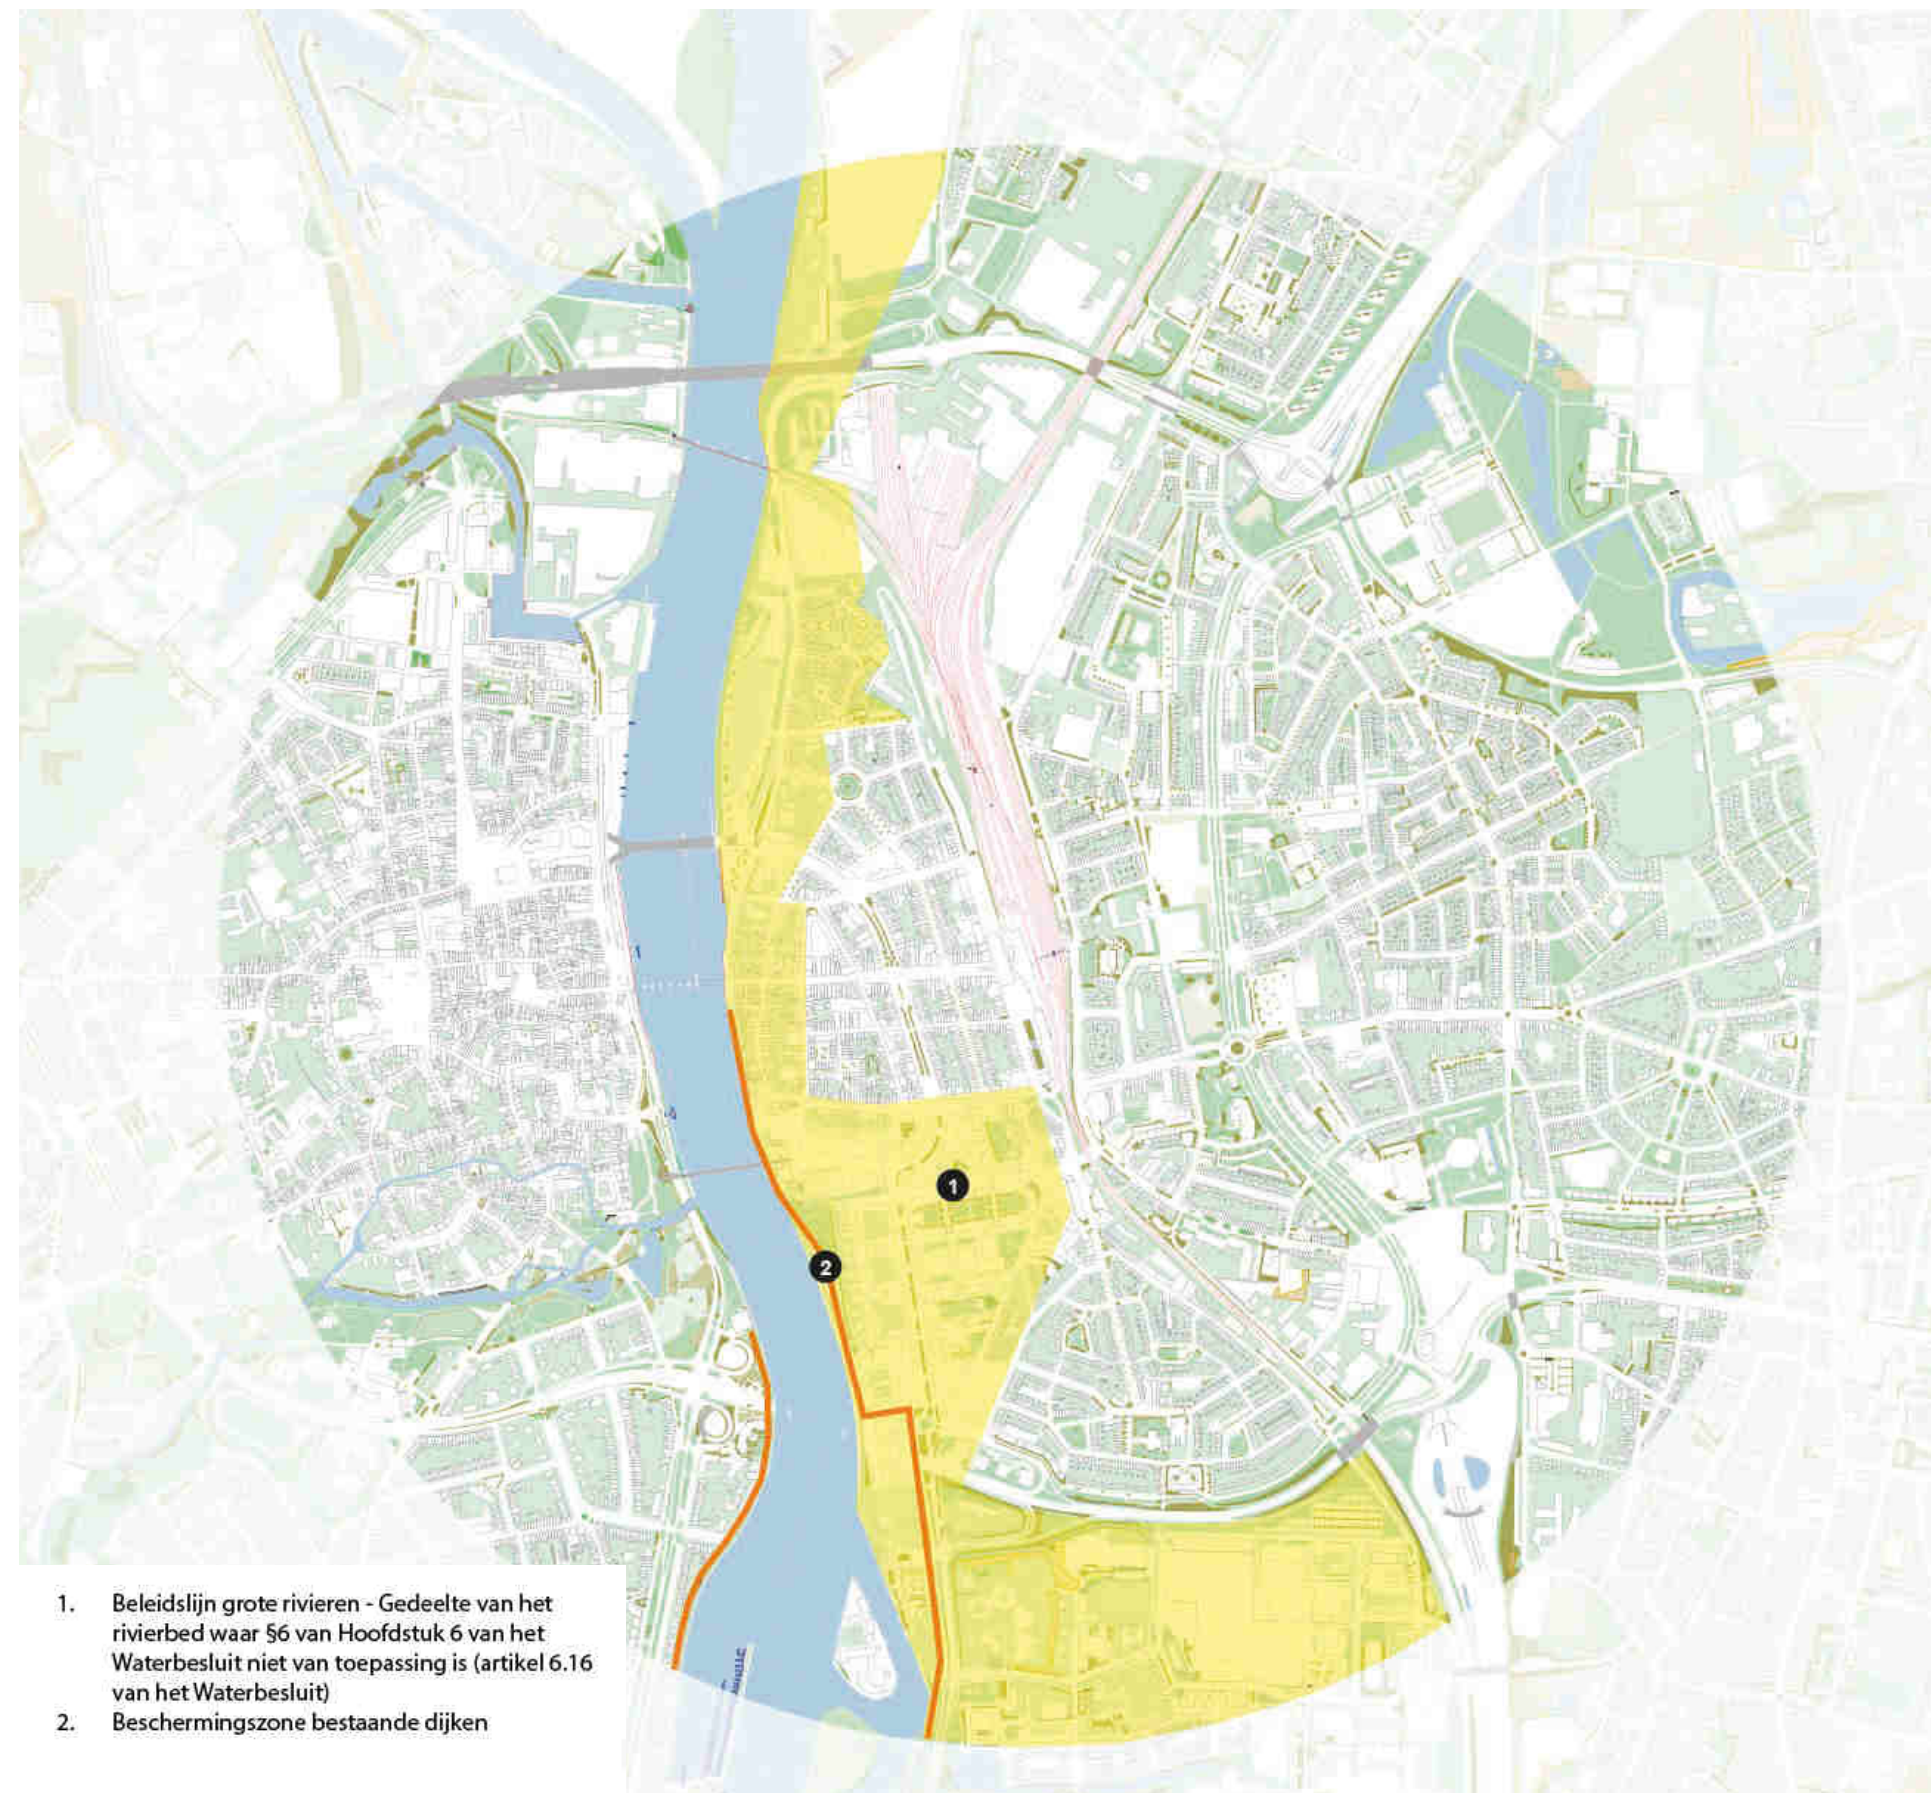 1
2
1. Beleidslijn grote rivieren - Gedeelte van het
rivierbed waar §6 van Hoofdstuk 6 van het
Waterbesluit niet van toepassing is (artikel 6.16
van het Waterbesluit)
2. Beschermingszone bestaande dijken